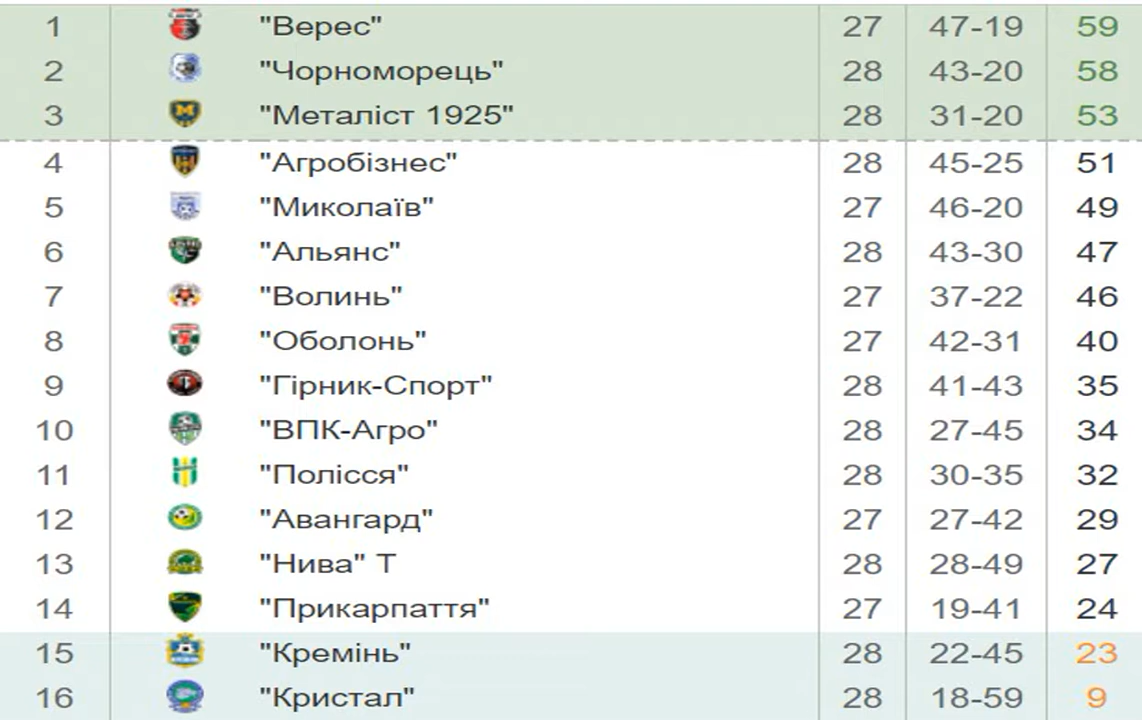 1 "Верес" 27 47-19 59
2 "Чорноморець" 28 43-20 58
3 "Металіст 1925" 28 31-20 53
4 "Агробізнес" 28 45-25 51
5 "Миколаїв" 27 46-20 49
6 "Альянс" 28 43-30 47
7 "Волинь" 27 37-22 46
8 "Оболонь" 27 42-31 40
9 "Гірник-Спорт" 28 41-43 35
10 "ВПК-Агро" 28 27-45 34
11 "Полісся" 28 30-35 32
12 "Авангард" 27 27-42 29
13 "Нива" Т 28 28-49 27
14 "Прикарпаття" 27 19-41 24
15 "Кремінь" 28 22-45 23
16 "Кристал" 28 18-59 9